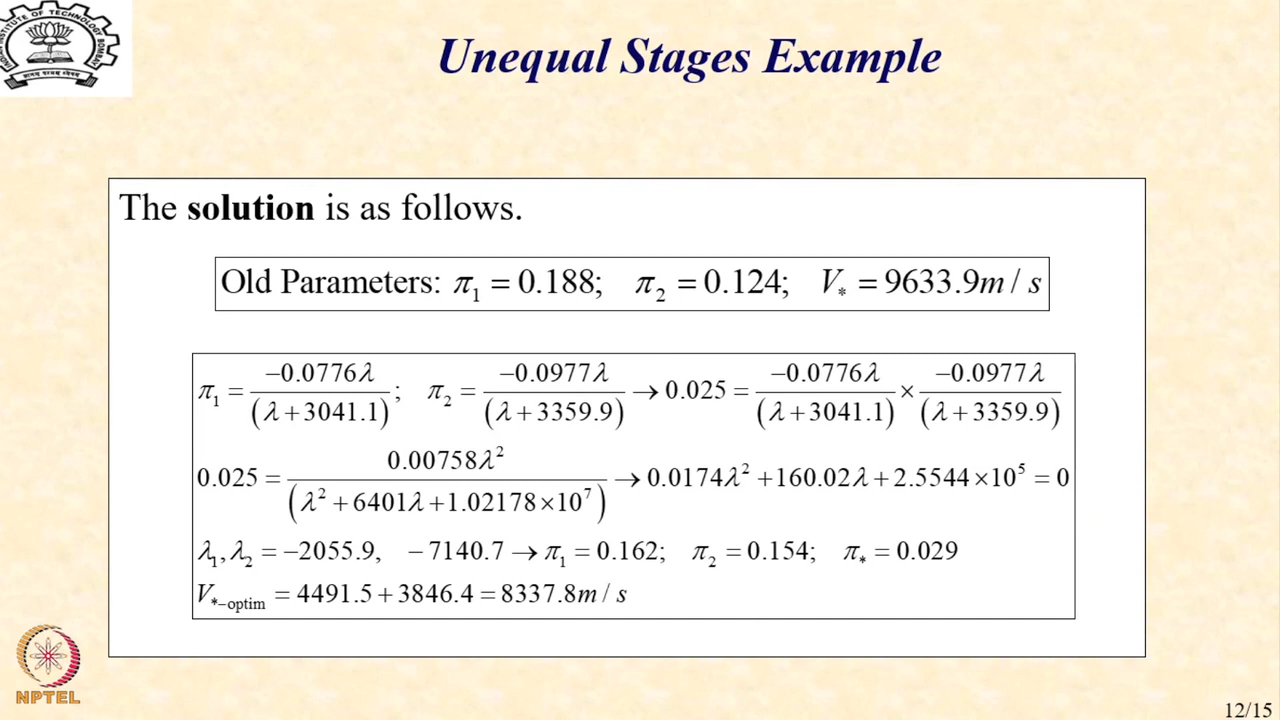 Unequal Stages Example
The solution is as follows.
Old Parameters: π₁ = 0.188; π₂ = 0.124; V* = 9633.9m / s
π₁ = −0.0776λ / (λ + 3041.1); π₂ = −0.0977λ / (λ + 3359.9) → 0.025 = −0.0776λ / (λ + 3041.1) × −0.0977λ / (λ + 3359.9)
0.025 = 0.00758λ² / (λ² + 6401λ + 1.02178×10⁷) → 0.0174λ² + 160.02λ + 2.5544×10⁵ = 0
λ₁, λ₂ = −2055.9, −7140.7 → π₁ = 0.162; π₂ = 0.154; π* = 0.029
V*−optim = 4491.5 + 3846.4 = 8337.8m / s
NPTEL
12/15